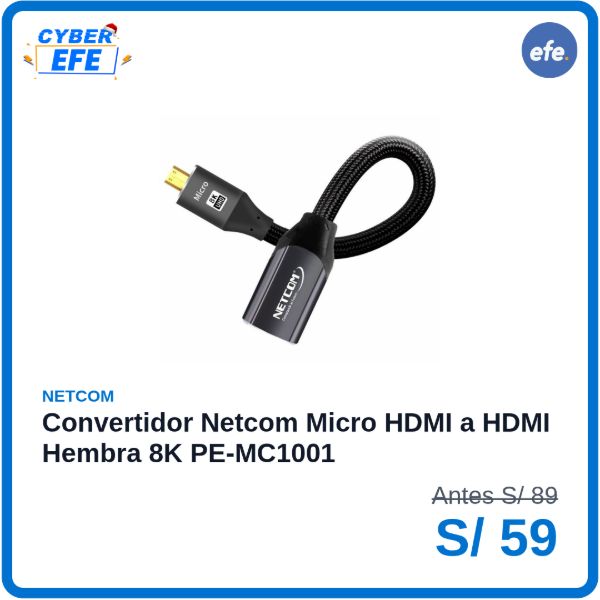 CYBER
EFE
efe.
Micro
8K
NETCOM
NETCOM
Convertidor Netcom Micro HDMI a HDMI
Hembra 8K PE-MC1001
Antes S/ 89
S/ 59